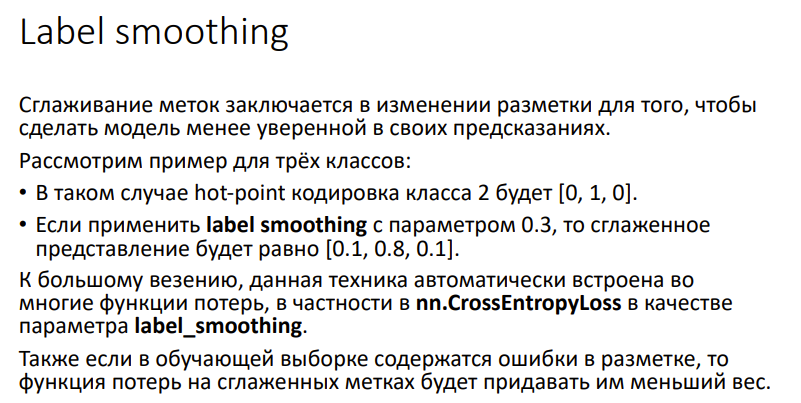 Label smoothing
Сглаживание меток заключается в изменении разметки для того, чтобы
сделать модель менее уверенной в своих предсказаниях.
Рассмотрим пример для трёх классов:
• В таком случае hot-point кодировка класса 2 будет [0, 1, 0].
• Если применить label smoothing с параметром 0.3, то сглаженное
представление будет равно [0.1, 0.8, 0.1].
К большому везению, данная техника автоматически встроена во
многие функции потерь, в частности в nn.CrossEntropyLoss в качестве
параметра label_smoothing.
Также если в обучающей выборке содержатся ошибки в разметке, то
функция потерь на сглаженных метках будет придавать им меньший вес.